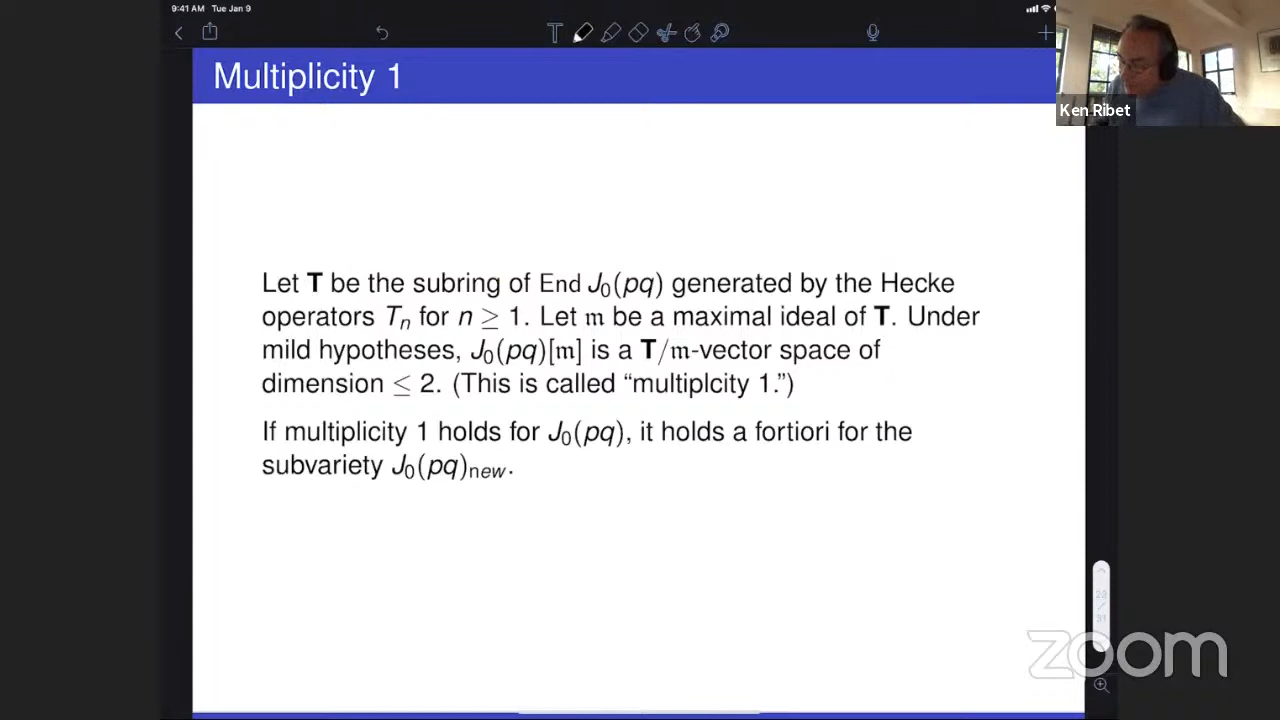 9:41 AM Tue Jan 9
Multiplicity 1
Ken Ribet
Let T be the subring of End J₀(pq) generated by the Hecke
operators Tₙ for n ≥ 1. Let 𝔪 be a maximal ideal of T. Under
mild hypotheses, J₀(pq)[𝔪] is a T/𝔪-vector space of
dimension ≤ 2. (This is called “multiplcity 1.”)
If multiplicity 1 holds for J₀(pq), it holds a fortiori for the
subvariety J₀(pq)new.
zoom